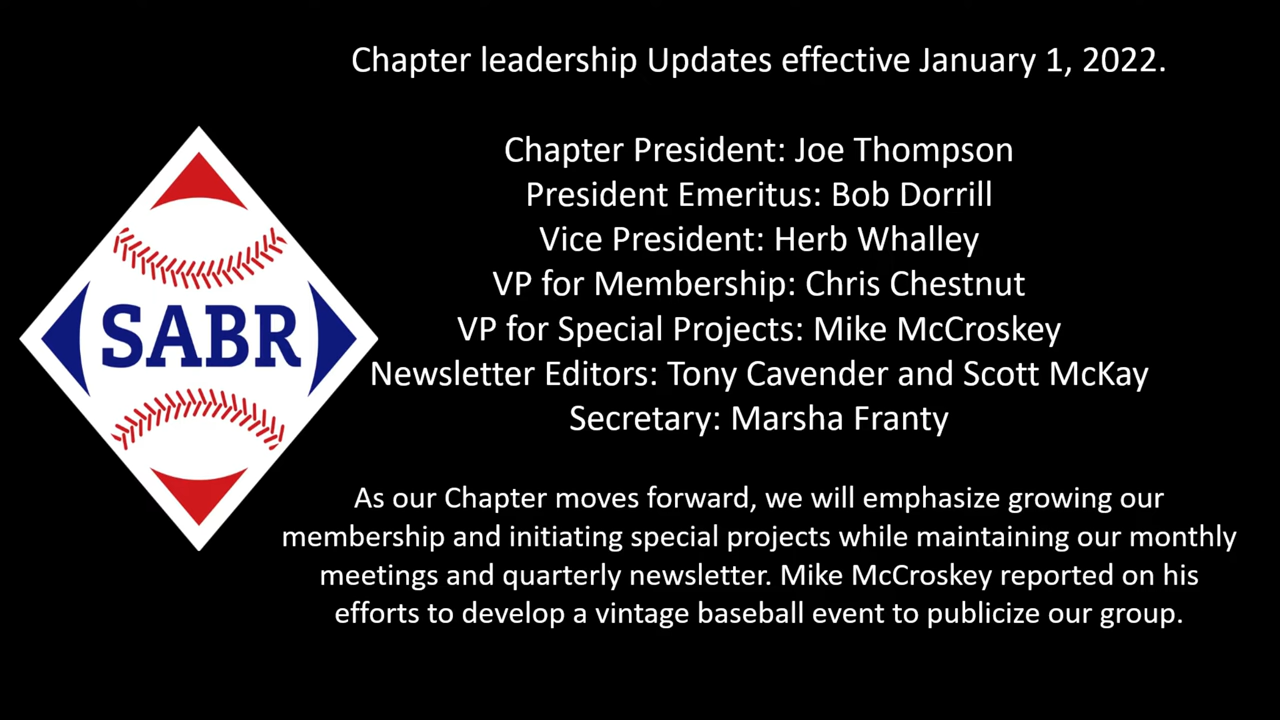 Chapter leadership Updates effective January 1, 2022.
Chapter President: Joe Thompson
President Emeritus: Bob Dorrill
Vice President: Herb Whalley
VP for Membership: Chris Chestnut
VP for Special Projects: Mike McCroskey
SABR
Newsletter Editors: Tony Cavender and Scott McKay
Secretary: Marsha Franty
As our Chapter moves forward, we will emphasize growing our
membership and initiating special projects while maintaining our monthly
meetings and quarterly newsletter. Mike McCroskey reported on his
efforts to develop a vintage baseball event to publicize our group.